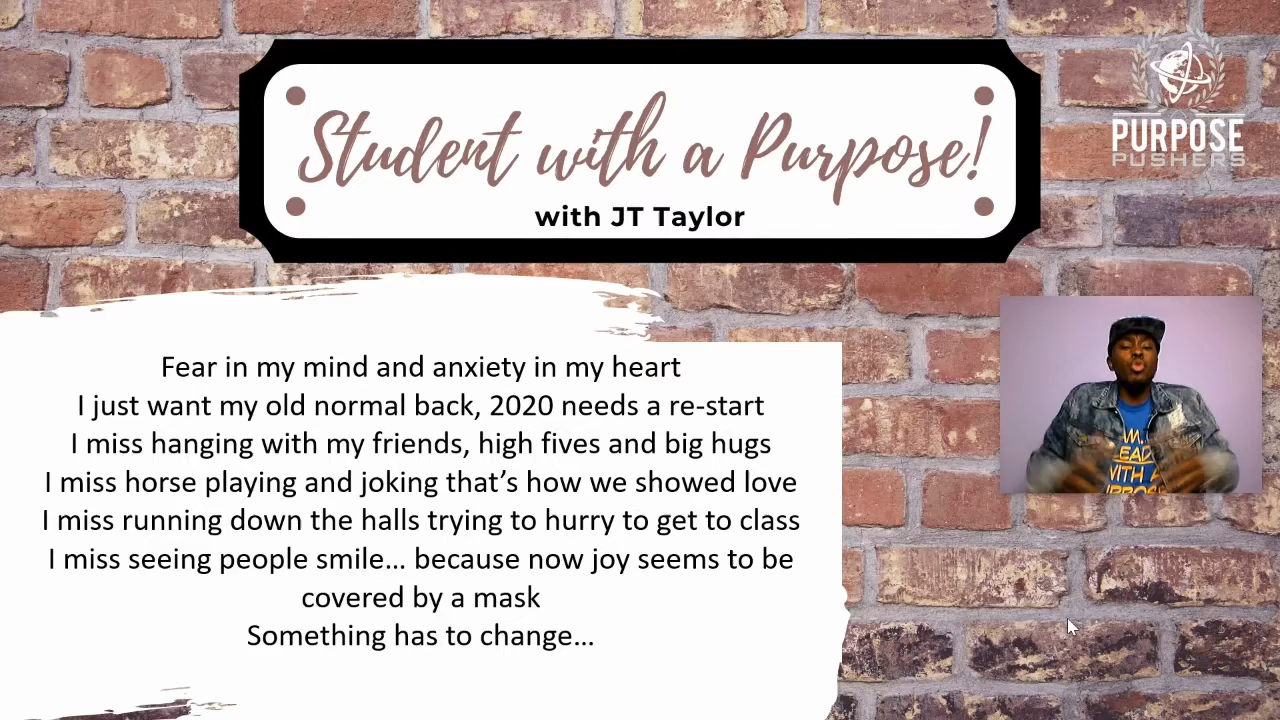 Student with a Purpose!
with JT Taylor
PURPOSE
PUSHERS
Fear in my mind and anxiety in my heart
I just want my old normal back, 2020 needs a re-start
I miss hanging with my friends, high fives and big hugs
I miss horse playing and joking that’s how we showed love
I miss running down the halls trying to hurry to get to class
I miss seeing people smile... because now joy seems to be
covered by a mask
Something has to change...
WITH A